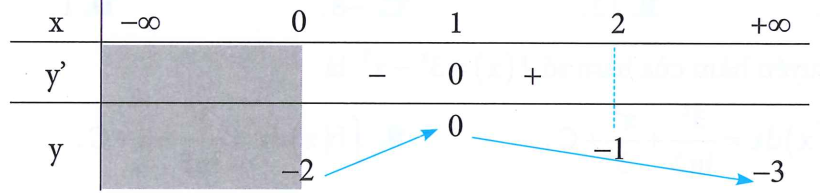 x −∞ 0 1 2 +∞
y' − 0 +
y −2 0 −1 −3